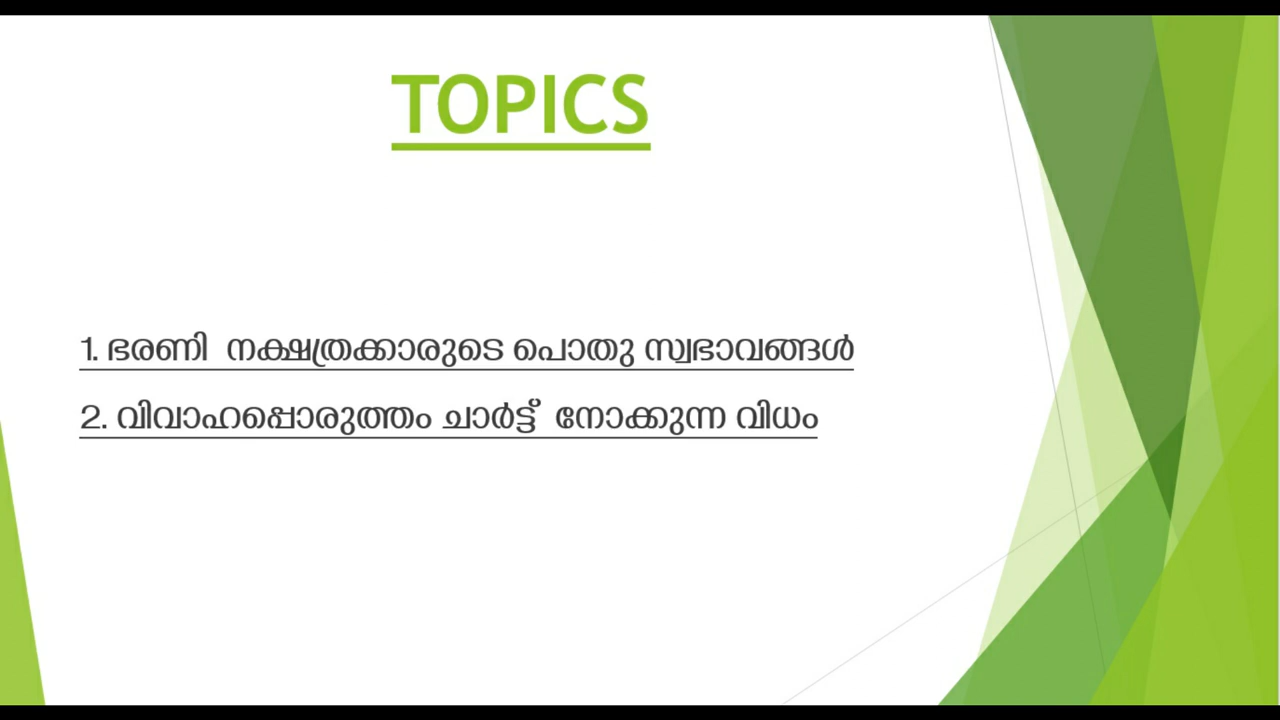 TOPICS
1. ഭരണി നക്ഷത്രക്കാരുടെ പൊതു സ്വഭാവങ്ങൾ
2. വിവാഹപ്പൊരുത്തം ചാർട്ട് നോക്കുന്ന വിധം